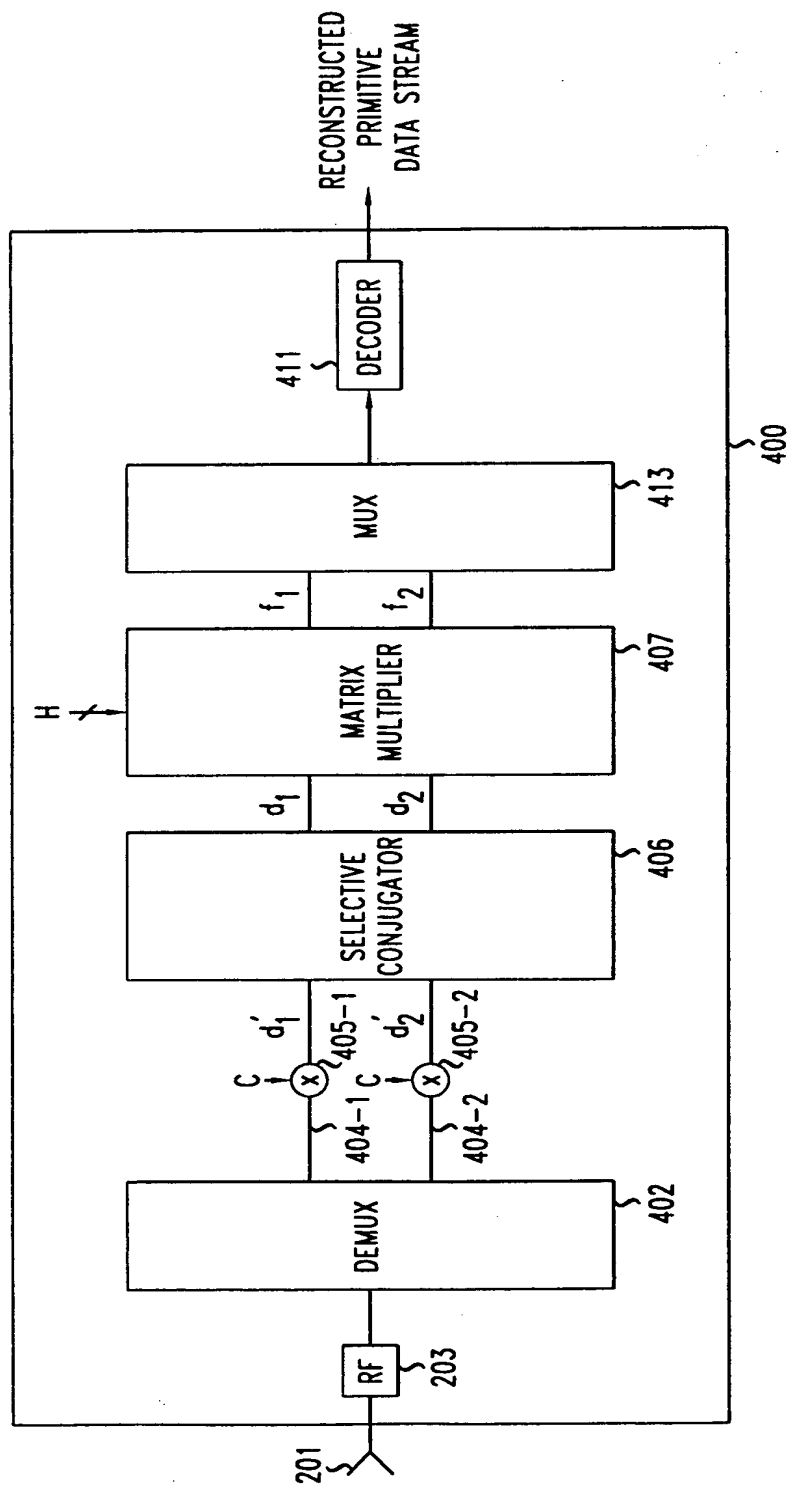 201
RF
203
DEMUX
402
404-1
404-2
C
X
405-1
C
X
405-2
d'1
d'2
SELECTIVE
CONJUGATOR
406
d1
d2
H
MATRIX
MULTIPLIER
407
f1
f2
MUX
413
411
DECODER
400
RECONSTRUCTED
PRIMITIVE
DATA STREAM